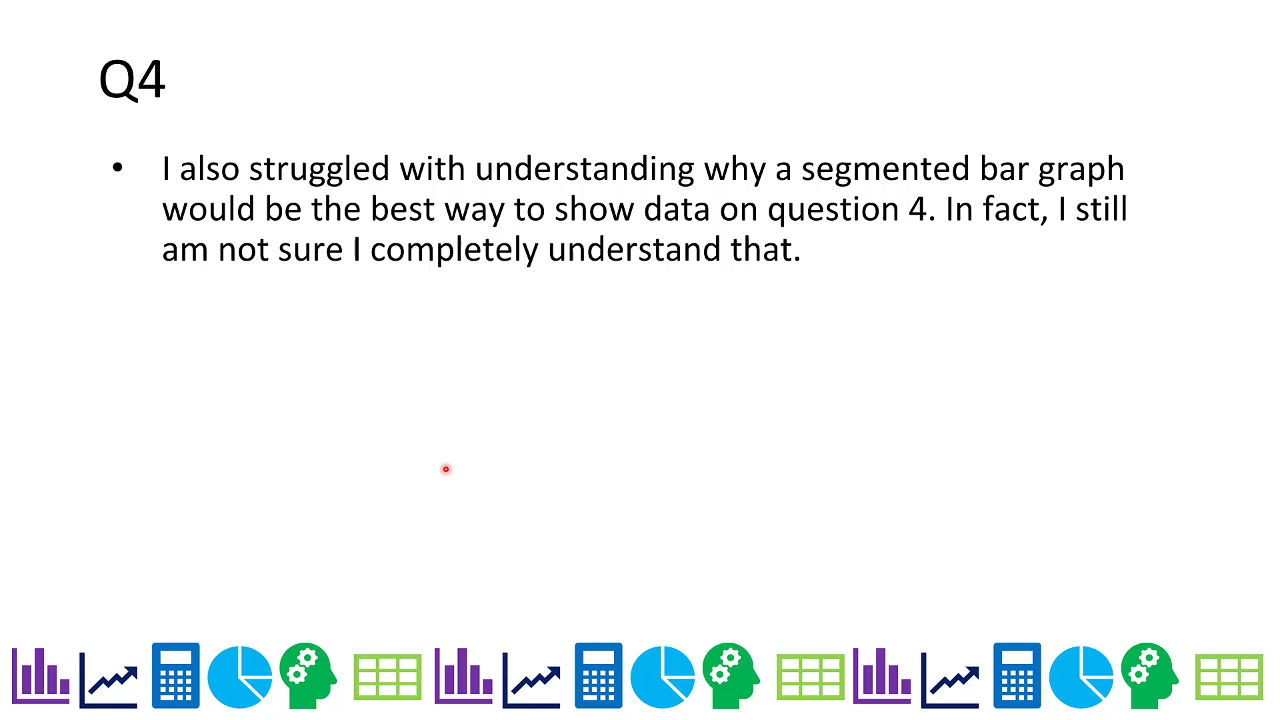 Q4
• I also struggled with understanding why a segmented bar graph
would be the best way to show data on question 4. In fact, I still
am not sure I completely understand that.